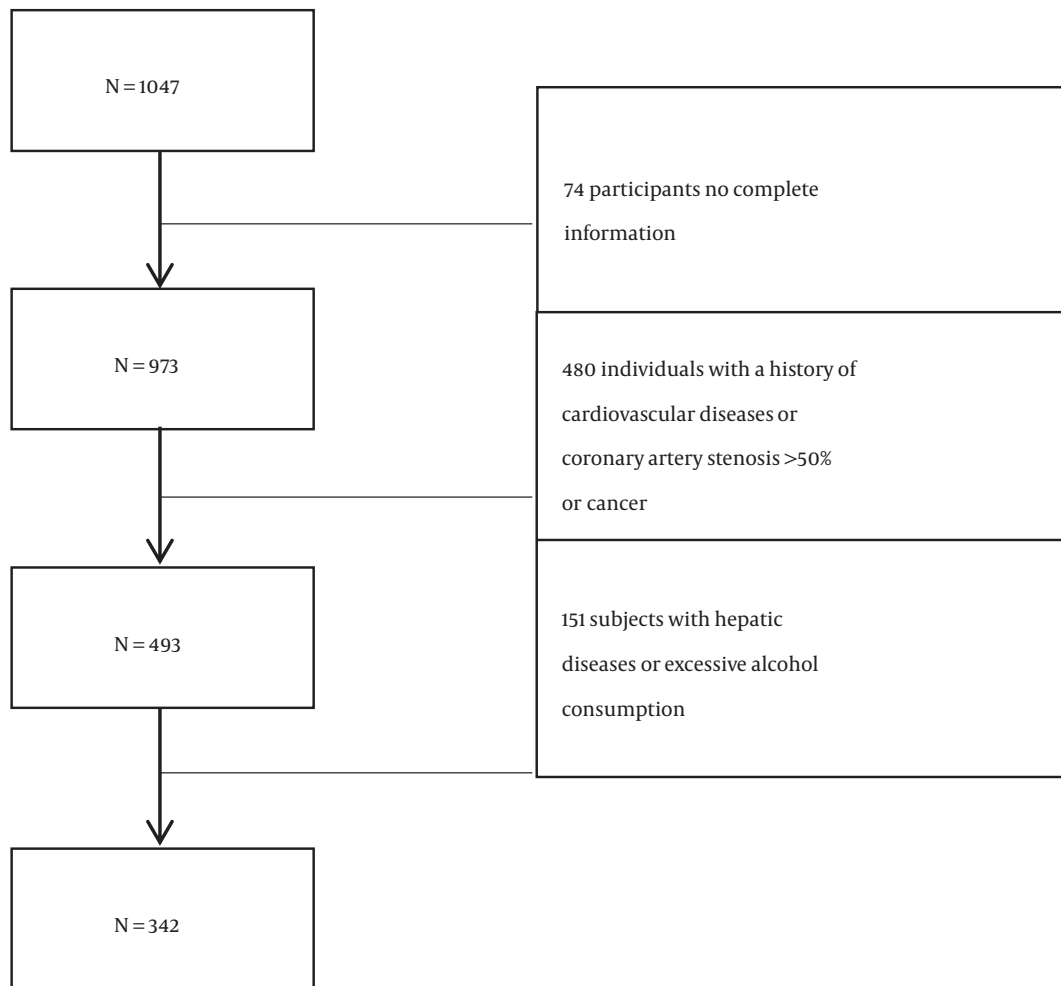 N = 1047
74 participants no complete
information
N = 973
480 individuals with a history of
cardiovascular diseases or
coronary artery stenosis >50%
or cancer
N = 493
151 subjects with hepatic
diseases or excessive alcohol
consumption
N = 342